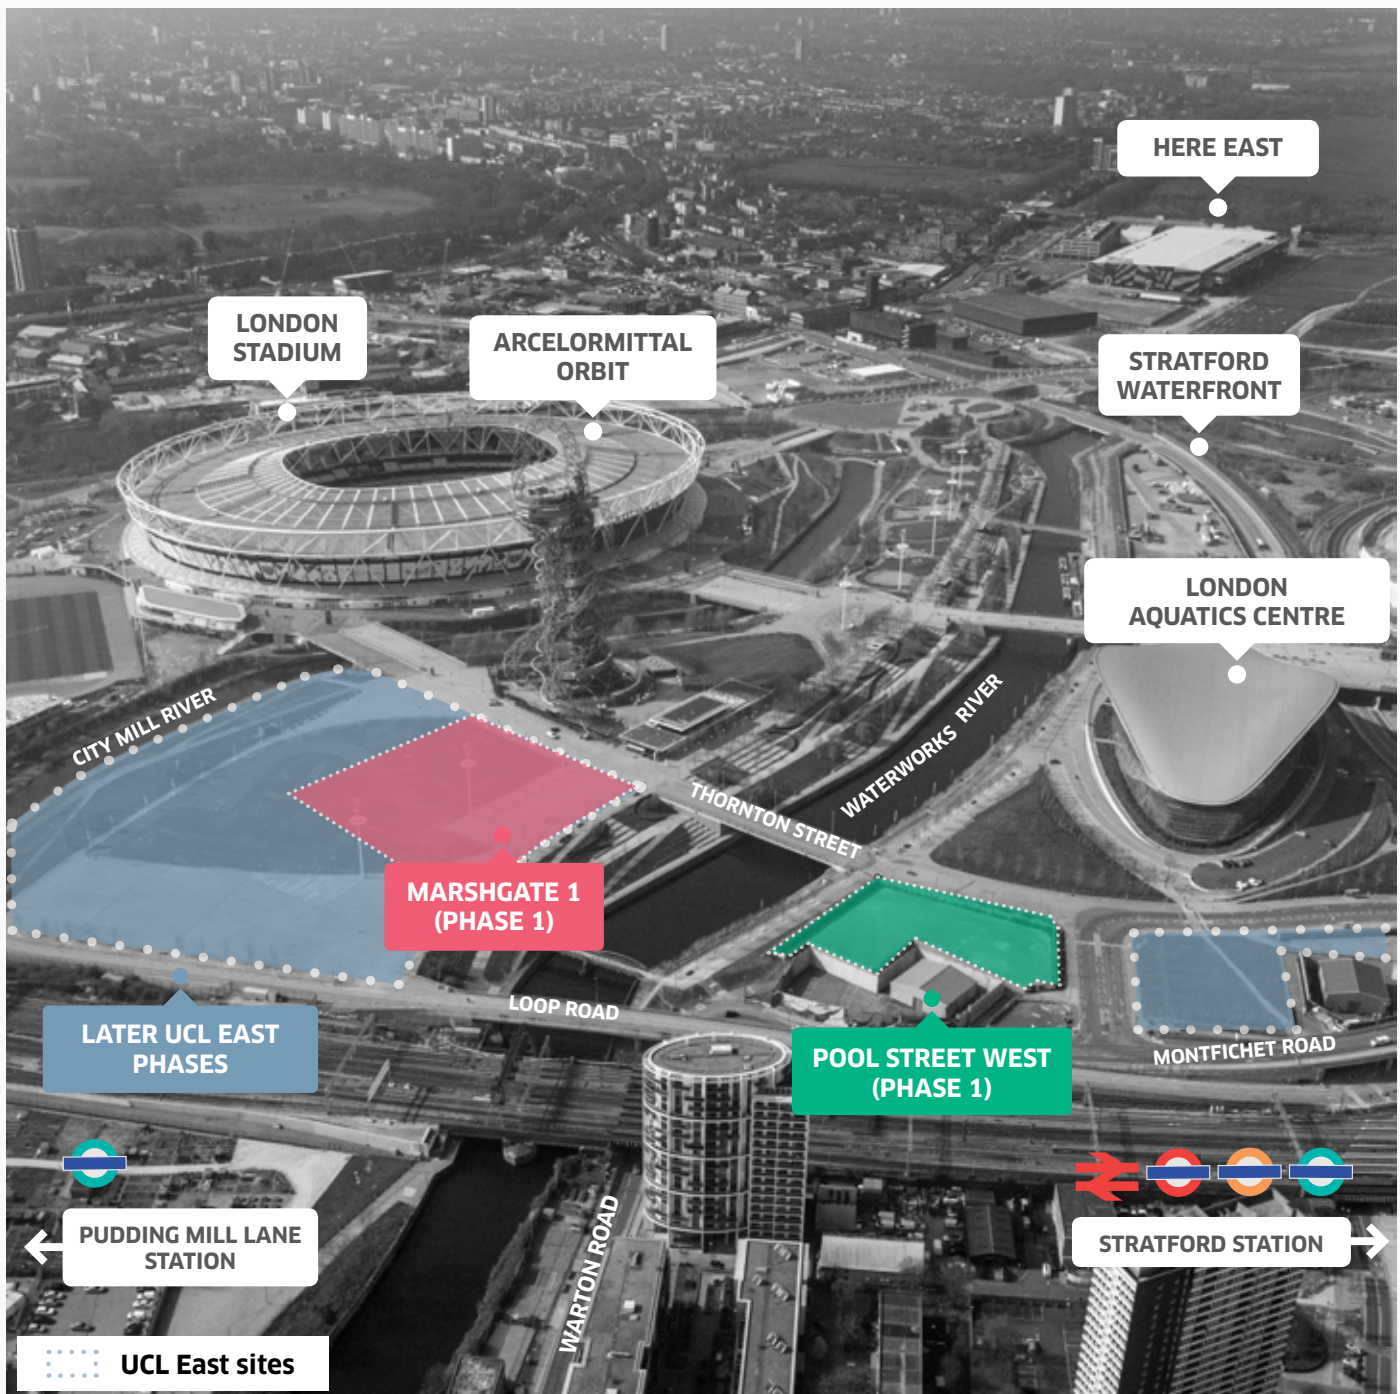 HERE EAST
LONDON
STADIUM
ARCELORMITTAL
ORBIT
STRATFORD
WATERFRONT
LONDON
AQUATICS CENTRE
CITY MILL RIVER
WATERWORKS RIVER
THORNTON STREET
MARSHGATE 1
(PHASE 1)
LOOP ROAD
LATER UCL EAST
PHASES
POOL STREET WEST
(PHASE 1)
MONTFICHET ROAD
PUDDING MILL LANE
STATION
WARTON ROAD
STRATFORD STATION
UCL East sites